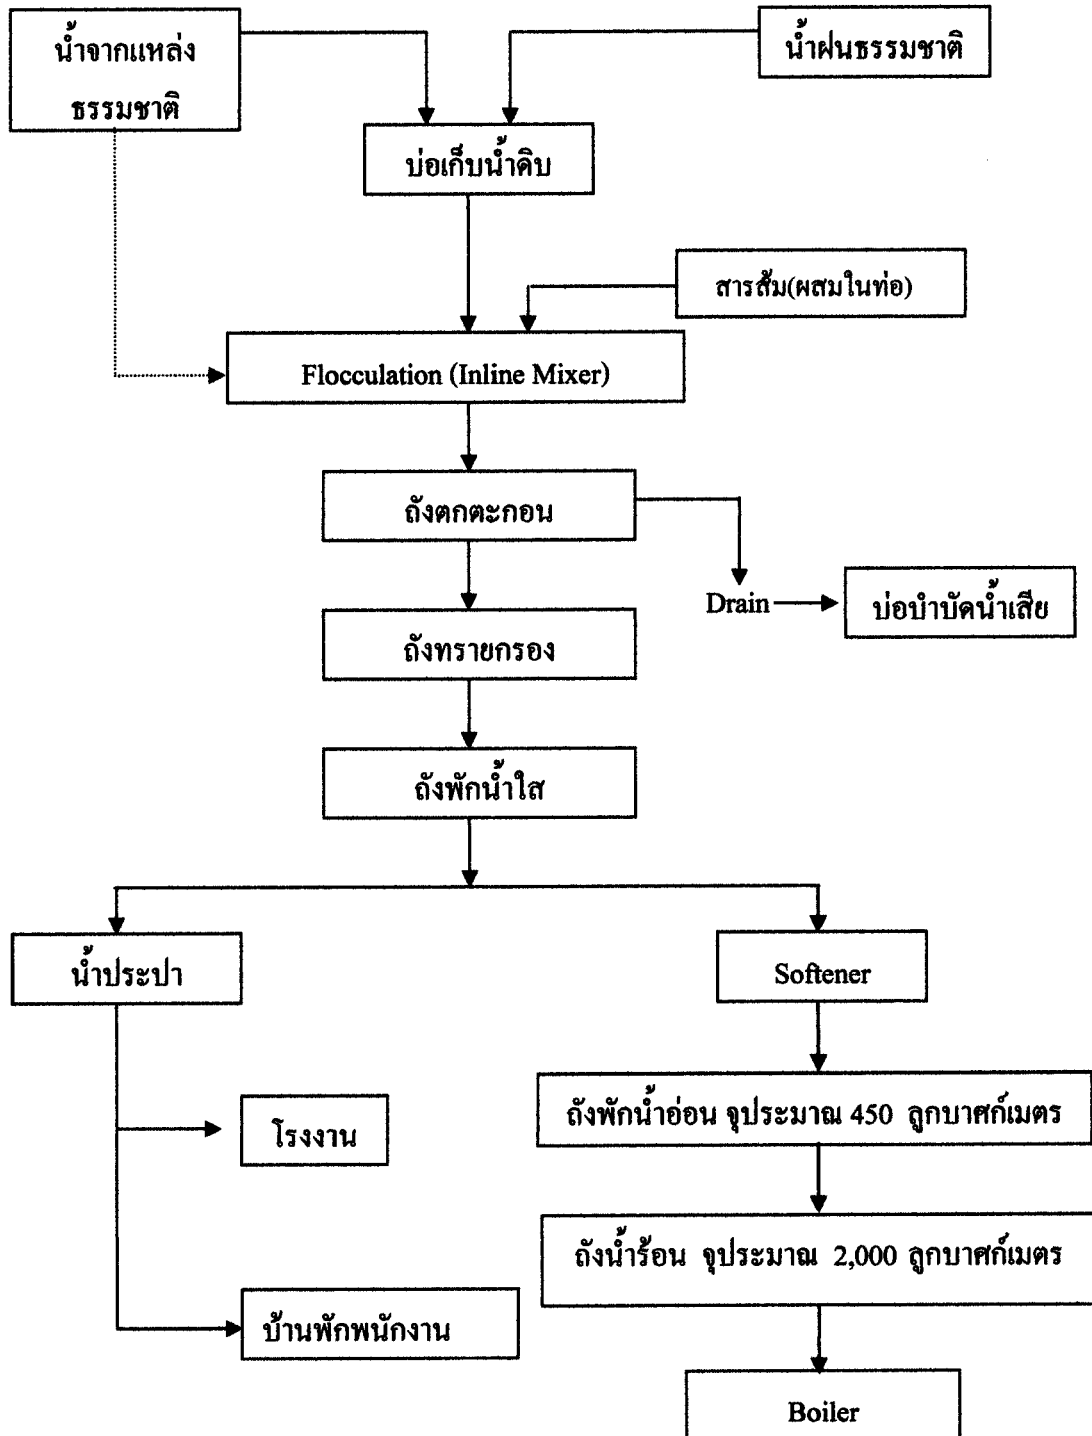 น้ำจากแหล่ง
ธรรมชาติ
น้ำฝนธรรมชาติ
บ่อเก็บน้ำดิบ
สารส้ม(ผสมในท่อ)
Flocculation (Inline Mixer)
ถังตกตะกอน
Drain
บ่อบำบัดน้ำเสีย
ถังทรายกรอง
ถังพักน้ำใส
น้ำประปา
Softener
ถังพักน้ำอ่อน จุประมาณ 450 ลูกบาศก์เมตร
โรงงาน
ถังน้ำร้อน จุประมาณ 2,000 ลูกบาศก์เมตร
บ้านพักพนักงาน
Boiler